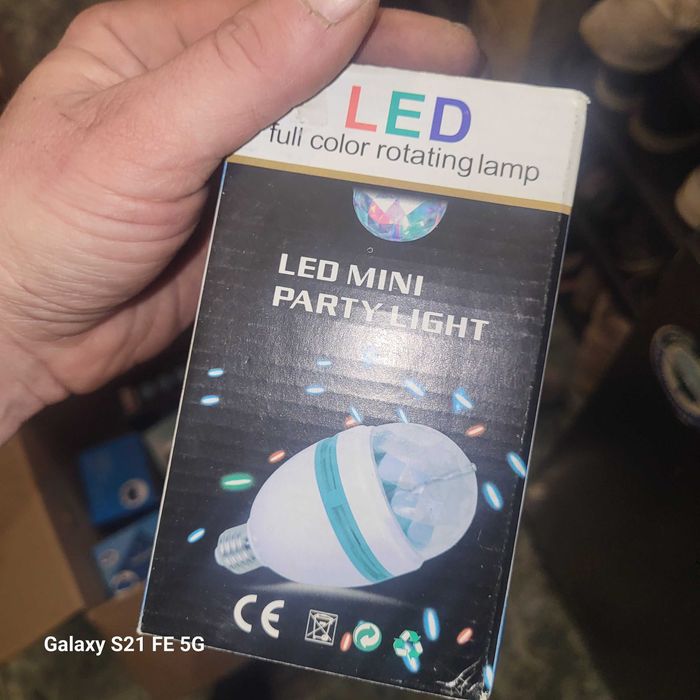 LED
full color rotating lamp
LED MINI
PARTY LIGHT
CE
Galaxy S21 FE 5G